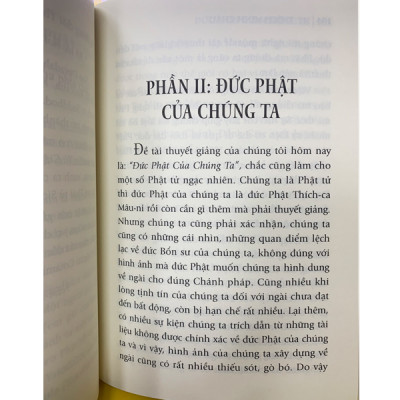 PHẦN II: ĐỨC PHẬT
CỦA CHÚNG TA
Đề tài thuyết giảng của chúng tôi hôm nay
là: “Đức Phật Của Chúng Ta”, chắc cũng làm cho
một số Phật tử ngạc nhiên. Chúng ta là Phật tử
thì đức Phật của chúng ta là đức Phật Thích-ca
Mâu-ni rồi còn cần gì thêm mà phải thuyết giảng.
Nhưng chúng ta cũng phải xác nhận, chúng ta
cũng có những cái nhìn, những quan điểm lệch
lạc về đức Bổn sư của chúng ta, không đúng với
hình ảnh mà đức Phật muốn chúng ta hình dung
về ngài cho đúng Chánh pháp. Cũng nhiều khi
lòng tịnh tín của chúng ta đối với ngài chưa đạt
đến bất động, còn bị hạn chế rất nhiều. Lại thêm,
có nhiều sự kiện chúng ta trích dẫn từ những tài
liệu không được chính xác về đức Phật của chúng
ta và vì vậy, hình ảnh của chúng ta xây dựng về
ngài cũng có rất nhiều thiếu sót, gò bó. Do vậy